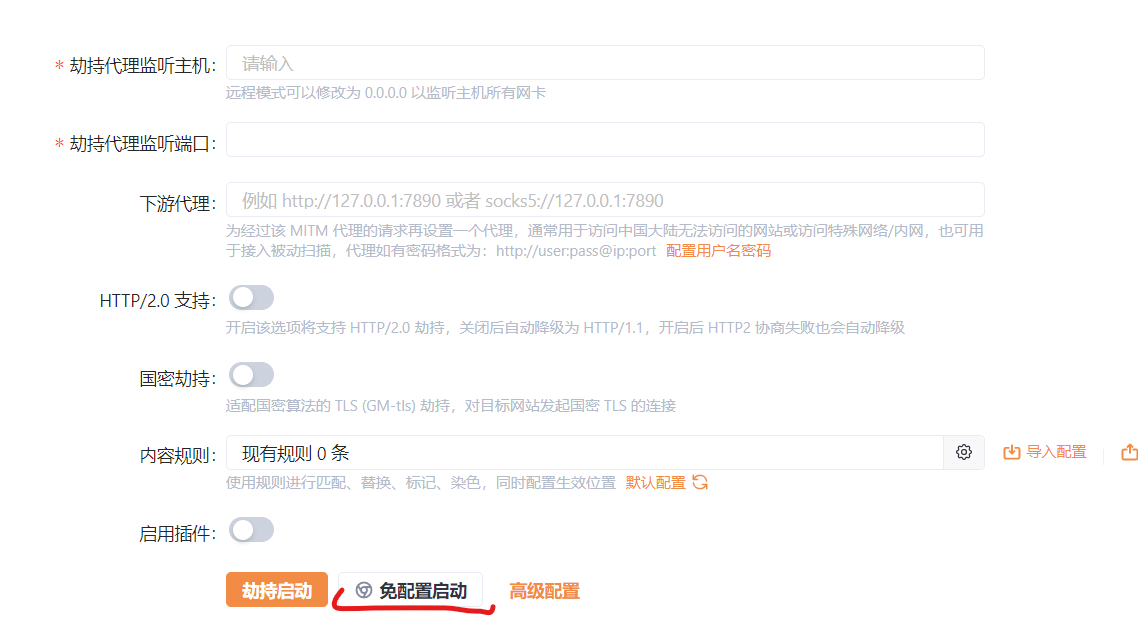 * 劫持代理监听主机: 请输入
远程模式可以修改为 0.0.0.0 以监听主机所有网卡
* 劫持代理监听端口:
下游代理: 例如 http://127.0.0.1:7890 或者 socks5://127.0.0.1:7890
为经过该 MITM 代理的请求再设置一个代理，通常用于访问中国大陆无法访问的网站或访问特殊网络/内网，也可用
于接入被动扫描，代理如有密码格式为：http://user:pass@ip:port 配置用户名密码
HTTP/2.0 支持:
开启该选项将支持 HTTP/2.0 劫持，关闭后自动降级为 HTTP/1.1，开启后 HTTP2 协商失败也会自动降级
国密劫持:
适配国密算法的 TLS (GM-tls) 劫持，对目标网站发起国密 TLS 的连接
内容规则: 现有规则 0 条 导入配置
使用规则进行匹配、替换、标记、染色，同时配置生效位置 默认配置
启用插件:
劫持启动 免配置启动 高级配置